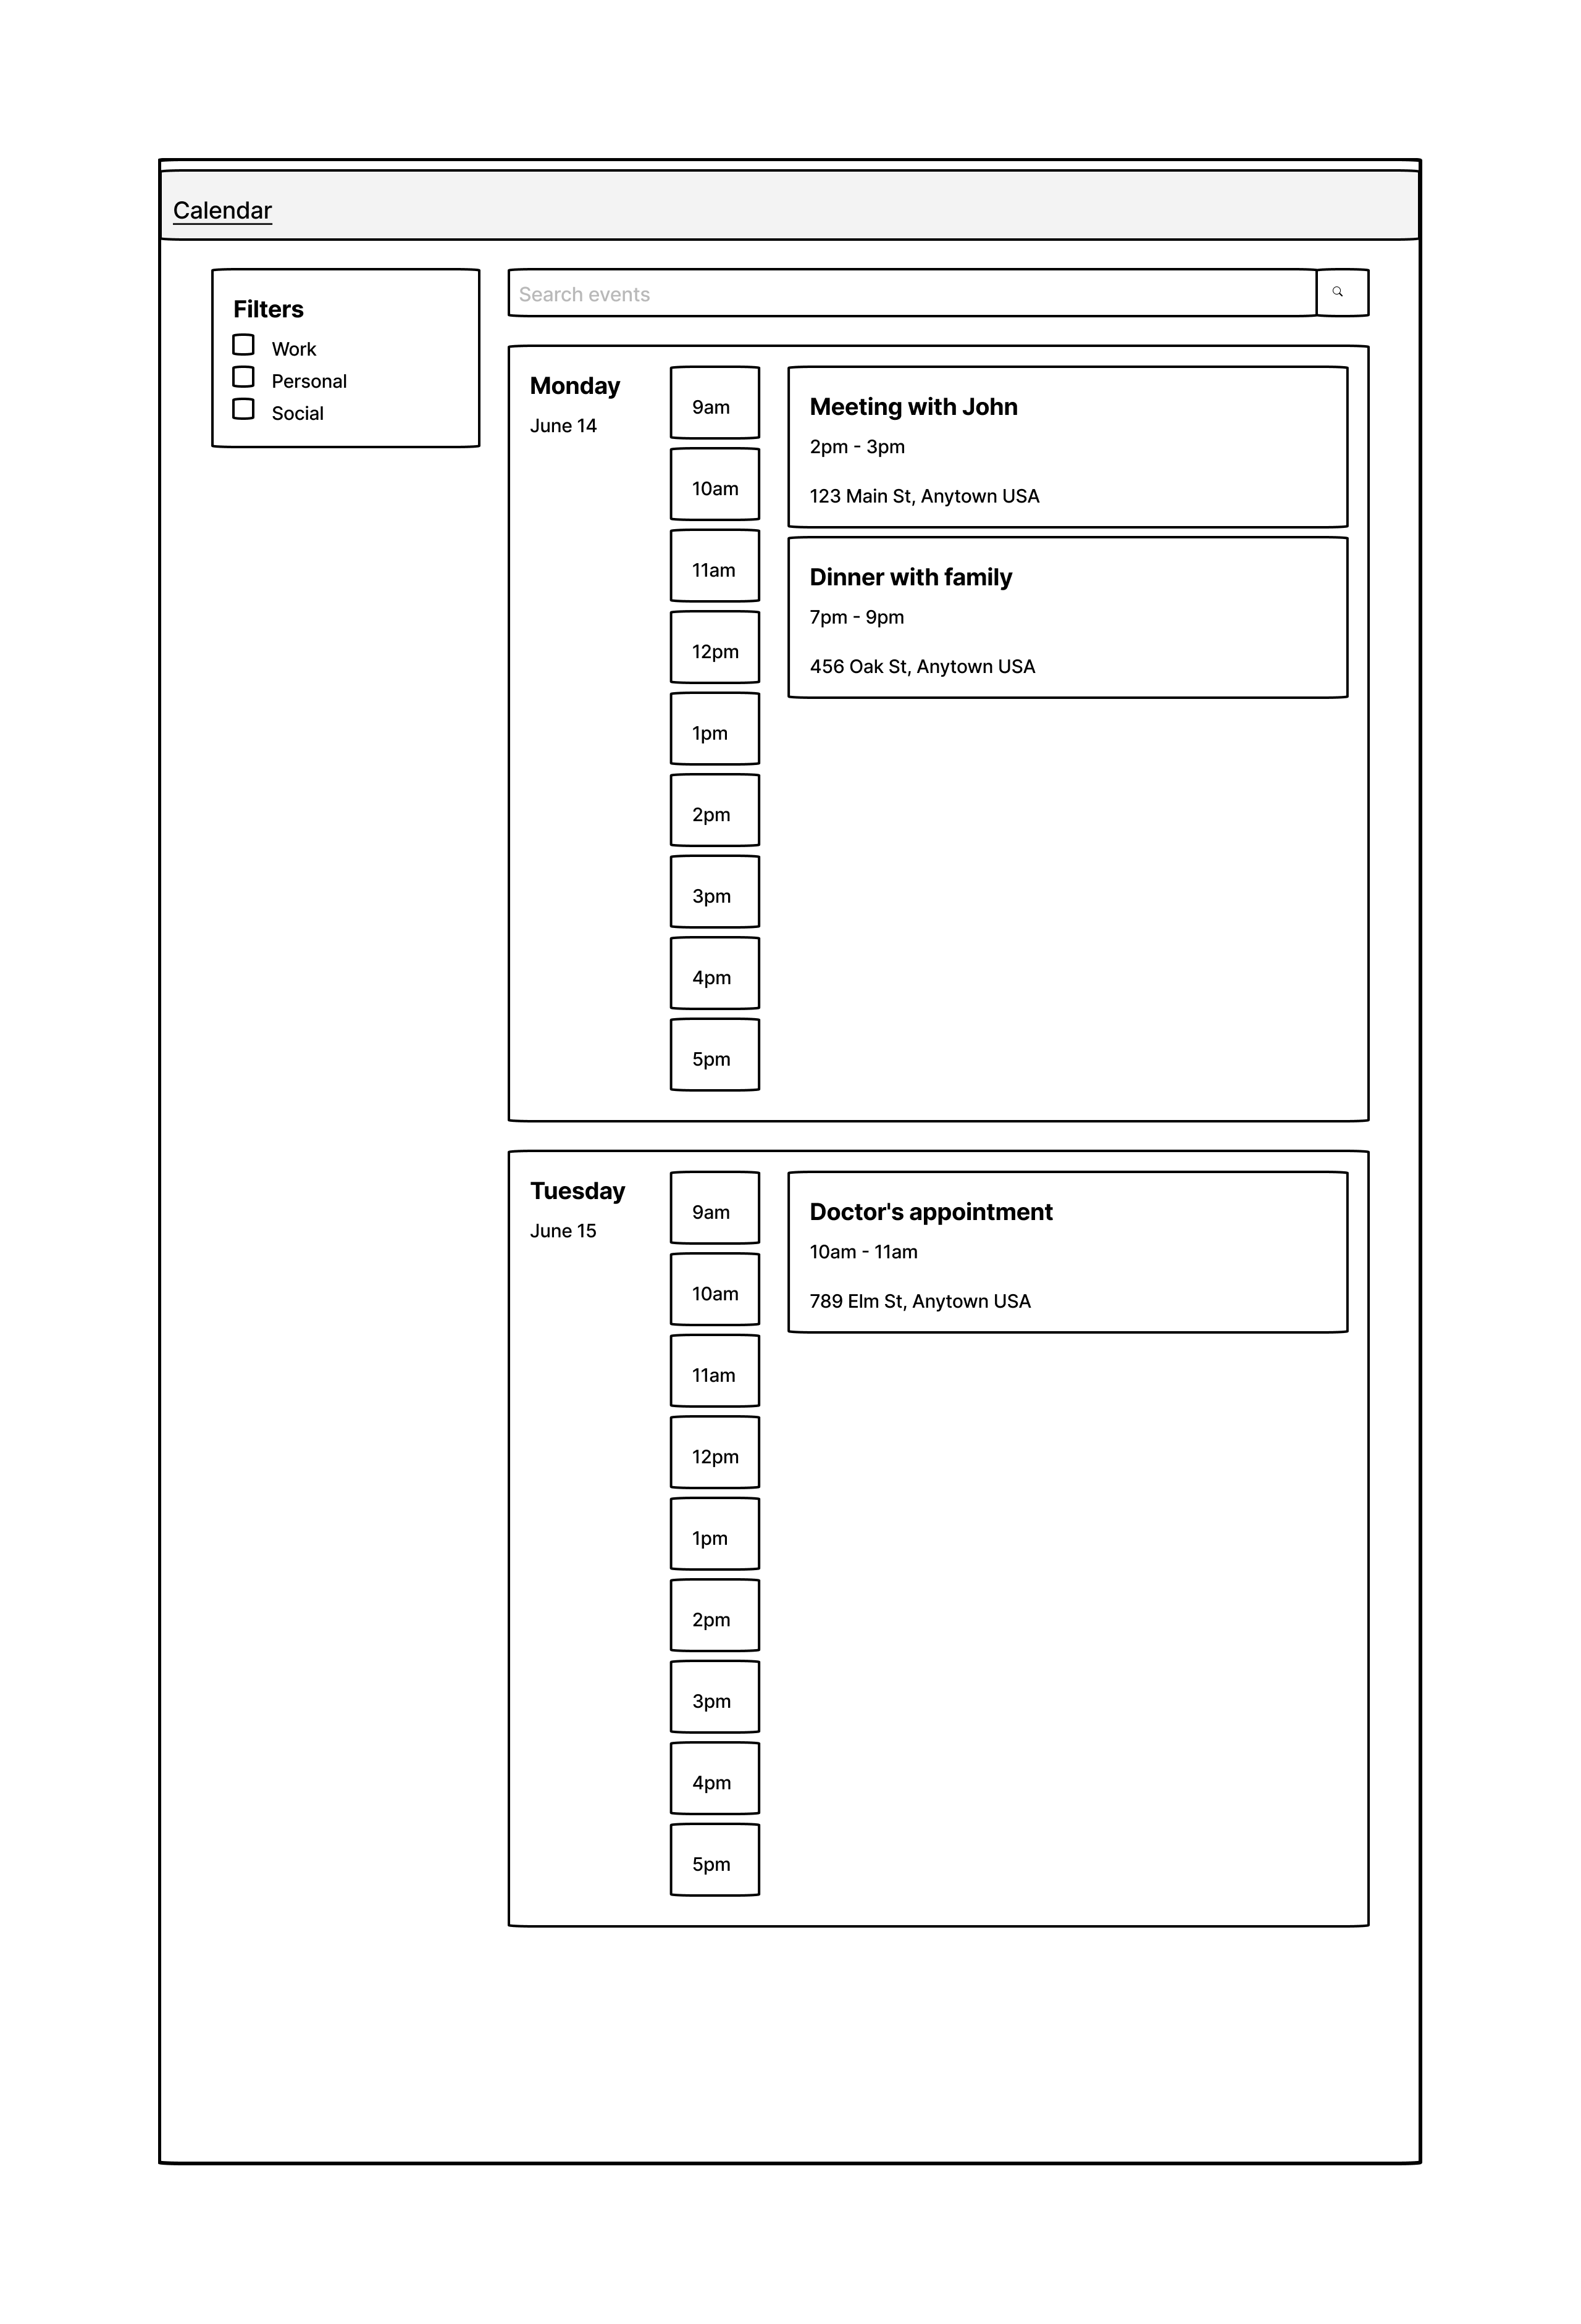 Calendar
Filters
Work
Personal
Social
Search events
Monday
June 14
9am
10am
11am
12pm
1pm
2pm
3pm
4pm
5pm
Meeting with John
2pm - 3pm
123 Main St, Anytown USA
Dinner with family
7pm - 9pm
456 Oak St, Anytown USA
Tuesday
June 15
9am
10am
11am
12pm
1pm
2pm
3pm
4pm
5pm
Doctor's appointment
10am - 11am
789 Elm St, Anytown USA